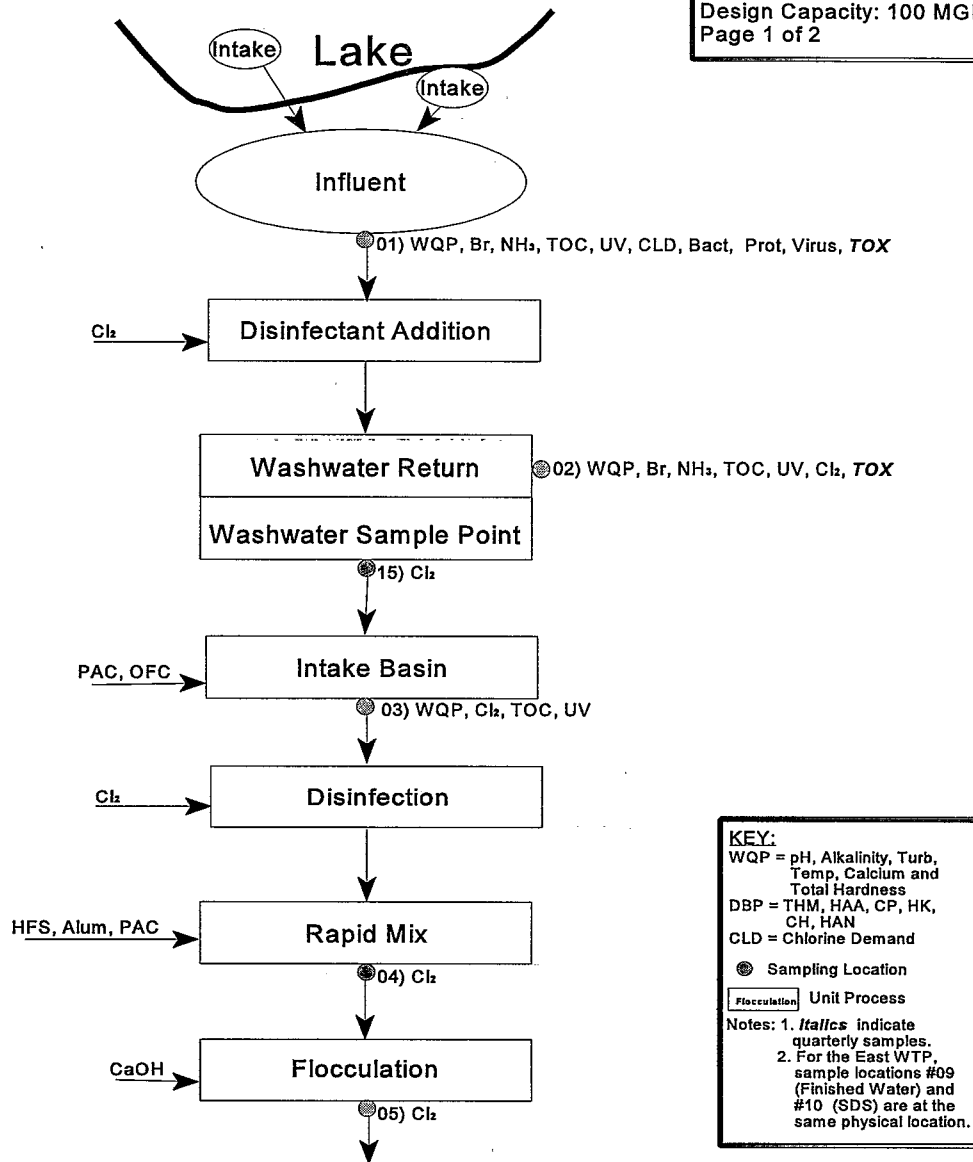 Design Capacity: 100 MG
Page 1 of 2
Intake
Lake
Intake
Influent
01) WQP, Br, NH₃, TOC, UV, CLD, Bact, Prot, Virus, TOX
Cl₂
Disinfectant Addition
Washwater Return
02) WQP, Br, NH₃, TOC, UV, Cl₂, TOX
Washwater Sample Point
15) Cl₂
PAC, OFC
Intake Basin
03) WQP, Cl₂, TOC, UV
Cl₂
Disinfection
HFS, Alum, PAC
Rapid Mix
04) Cl₂
CaOH
Flocculation
05) Cl₂
KEY:
WQP = pH, Alkalinity, Turb,
Temp, Calcium and
Total Hardness
DBP = THM, HAA, CP, HK,
CH, HAN
CLD = Chlorine Demand
Sampling Location
Flocculation Unit Process
Notes: 1. Italics indicate
quarterly samples.
2. For the East WTP,
sample locations #09
(Finished Water) and
#10 (SDS) are at the
same physical location.